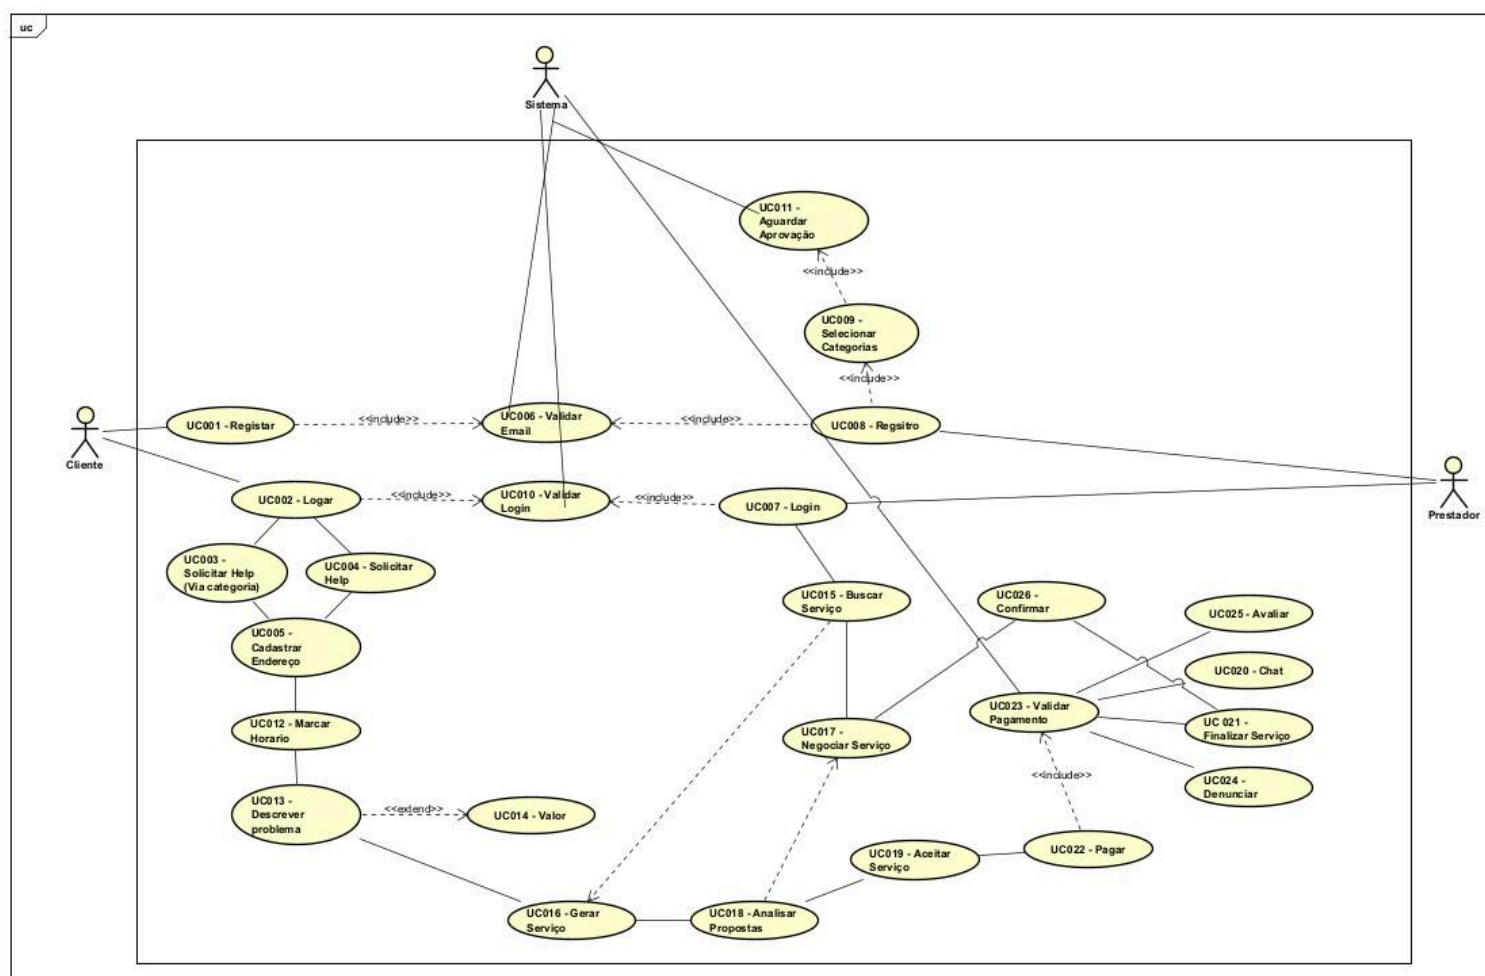 uc
Sistema
UC011 -
Aguardar
Aprovação
<<include>>
UC009 -
Selecionar
Categorias
<<include>>
UC001 - Registar
<<include>>
UC006 - Validar
Email
<<include>>
UC008 - Regsitro
Cliente
UC002 - Logar
<<include>>
UC010 - Validar
Login
<<include>>
UC007 - Login
Prestador
UC003 -
Solicitar Help
(Via categoria)
UC004 - Solicitar
Help
UC015 - Buscar
Serviço
UC026 -
Confirmar
UC025 - Avaliar
UC005 -
Cadastrar
Endereço
UC020 - Chat
UC012 - Marcar
Horario
UC017 -
Negociar Serviço
UC023 - Validar
Pagamento
UC 021 -
Finalizar Serviço
<<include>>
UC024 -
Denunciar
UC013 -
Descrever
problema
<<extend>>
UC014 - Valor
UC019 - Aceitar
Serviço
UC022 - Pagar
UC016 - Gerar
Serviço
UC018 - Analisar
Propostas